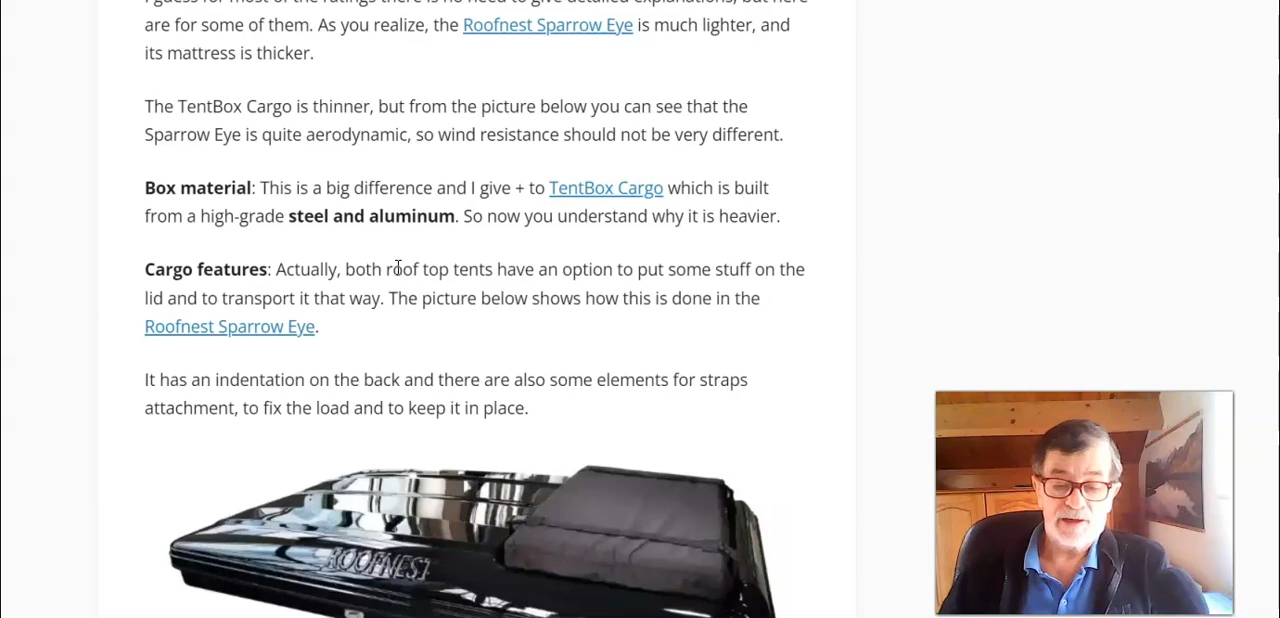 are for some of them. As you realize, the Roofnest Sparrow Eye is much lighter, and
its mattress is thicker.
The TentBox Cargo is thinner, but from the picture below you can see that the
Sparrow Eye is quite aerodynamic, so wind resistance should not be very different.
Box material: This is a big difference and I give + to TentBox Cargo which is built
from a high-grade steel and aluminum. So now you understand why it is heavier.
Cargo features: Actually, both roof top tents have an option to put some stuff on the
lid and to transport it that way. The picture below shows how this is done in the
Roofnest Sparrow Eye.
It has an indentation on the back and there are also some elements for straps
attachment, to fix the load and to keep it in place.
ROOFNEST